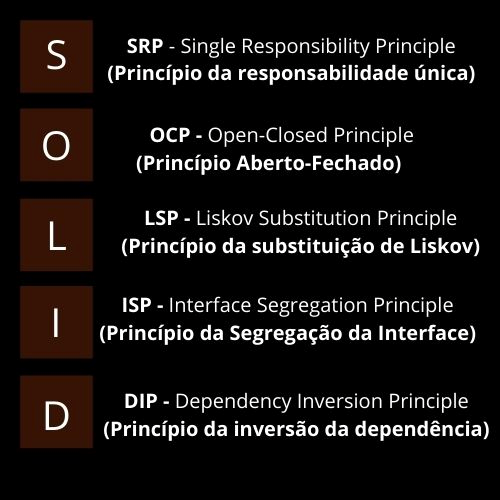 S
SRP - Single Responsibility Principle
(Princípio da responsabilidade única)
O
OCP - Open-Closed Principle
(Princípio Aberto-Fechado)
L
LSP - Liskov Substitution Principle
(Princípio da substituição de Liskov)
I
ISP - Interface Segregation Principle
(Princípio da Segregação da Interface)
D
DIP - Dependency Inversion Principle
(Princípio da inversão da dependência)